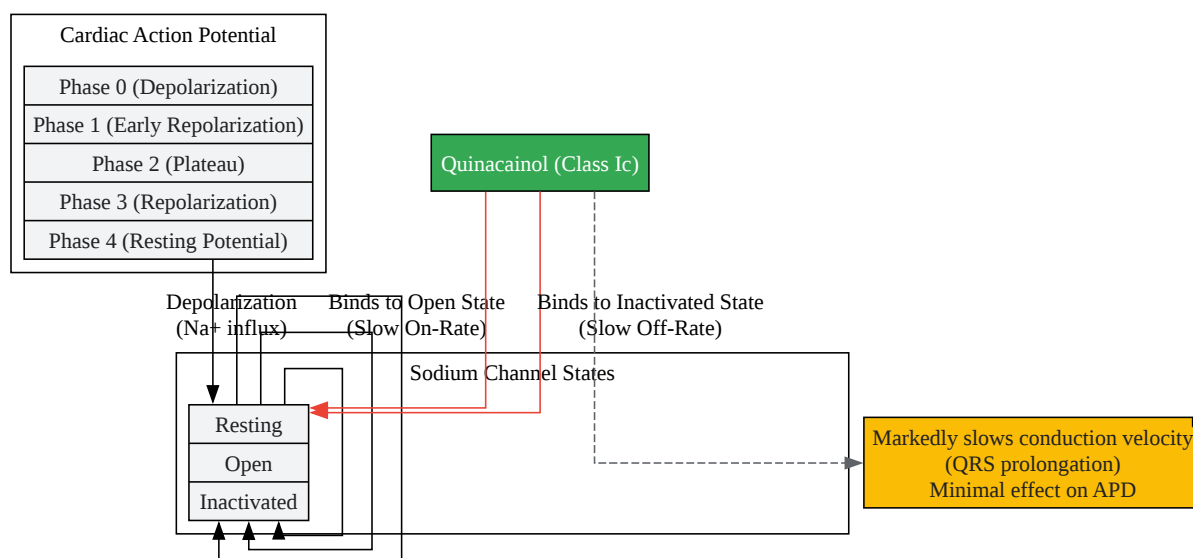 Cardiac Action Potential
Phase 0 (Depolarization)
Phase 1 (Early Repolarization)
Phase 2 (Plateau)
Phase 3 (Repolarization)
Phase 4 (Resting Potential)
Quinacainol (Class Ic)
Depolarization
(Na+ influx)
Binds to Open State
(Slow On-Rate)
Binds to Inactivated State
(Slow Off-Rate)
Sodium Channel States
Resting
Open
Inactivated
Markedly slows conduction velocity
(QRS prolongation)
Minimal effect on APD